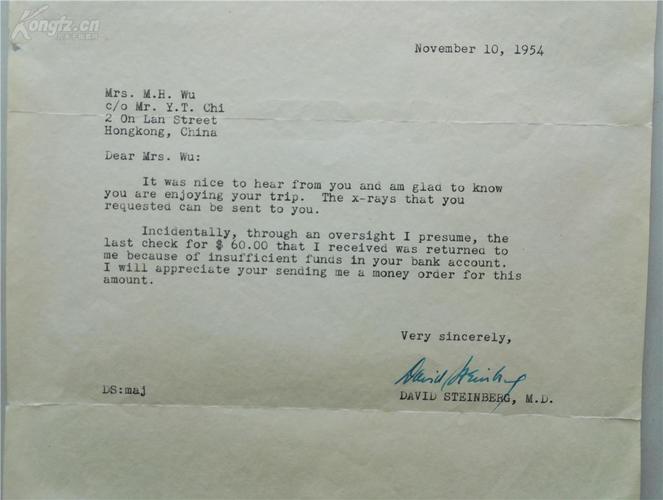 Kongfz.cn
November 10, 1954
Mrs. M.H. Wu
c/o Mr. Y.T. Chi
2 On Lan Street
Hongkong, China
Dear Mrs. Wu:
It was nice to hear from you and am glad to know
you are enjoying your trip. The x-rays that you
requested can be sent to you.
Incidentally, through an oversight I presume, the
last check for $ 60.00 that I received was returned to
me because of insufficient funds in your bank account.
I will appreciate your sending me a money order for this
amount.
Very sincerely,
David Steinberg
DS:maj
DAVID STEINBERG, M.D.